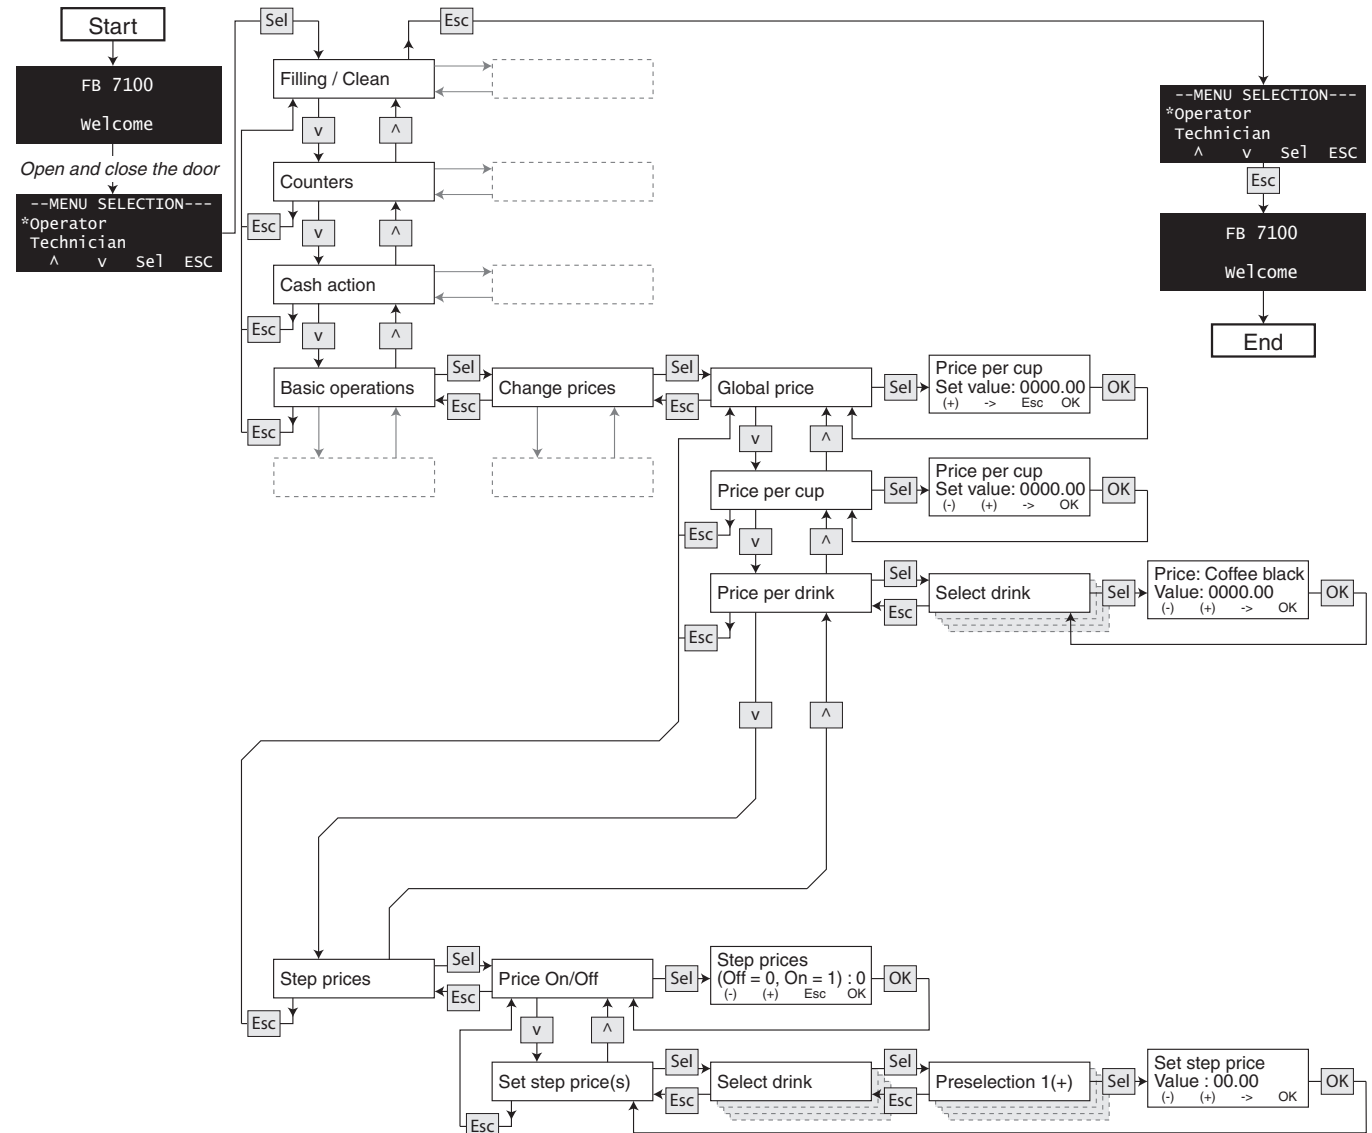 Start
Sel
Esc
FB 7100
Welcome
Open and close the door
--MENU SELECTION---
*Operator
Technician
^ v Sel ESC
Filling / Clean
v
^
Counters
Esc
v
^
Cash action
Esc
v
^
Basic operations
Esc
Sel
Esc
Change prices
Sel
Esc
Global price
Sel
Price per cup
Set value: 0000.00
(+) -> Esc OK
OK
--MENU SELECTION---
*Operator
Technician
^ v Sel ESC
Esc
FB 7100
Welcome
End
v
^
Price per cup
Sel
Price per cup
Set value: 0000.00
(-) (+) -> OK
OK
Esc
v
^
Price per drink
Sel
Esc
Select drink
Sel
Price: Coffee black
Value: 0000.00
(-) (+) -> OK
OK
Esc
v
^
Step prices
Sel
Esc
Price On/Off
Sel
Step prices
(Off = 0, On = 1) : 0
(-) (+) Esc OK
OK
Esc
v
^
Set step price(s)
Sel
Esc
Select drink
Sel
Esc
Preselection 1(+)
Sel
Set step price
Value : 00.00
(-) (+) -> OK
OK
Esc